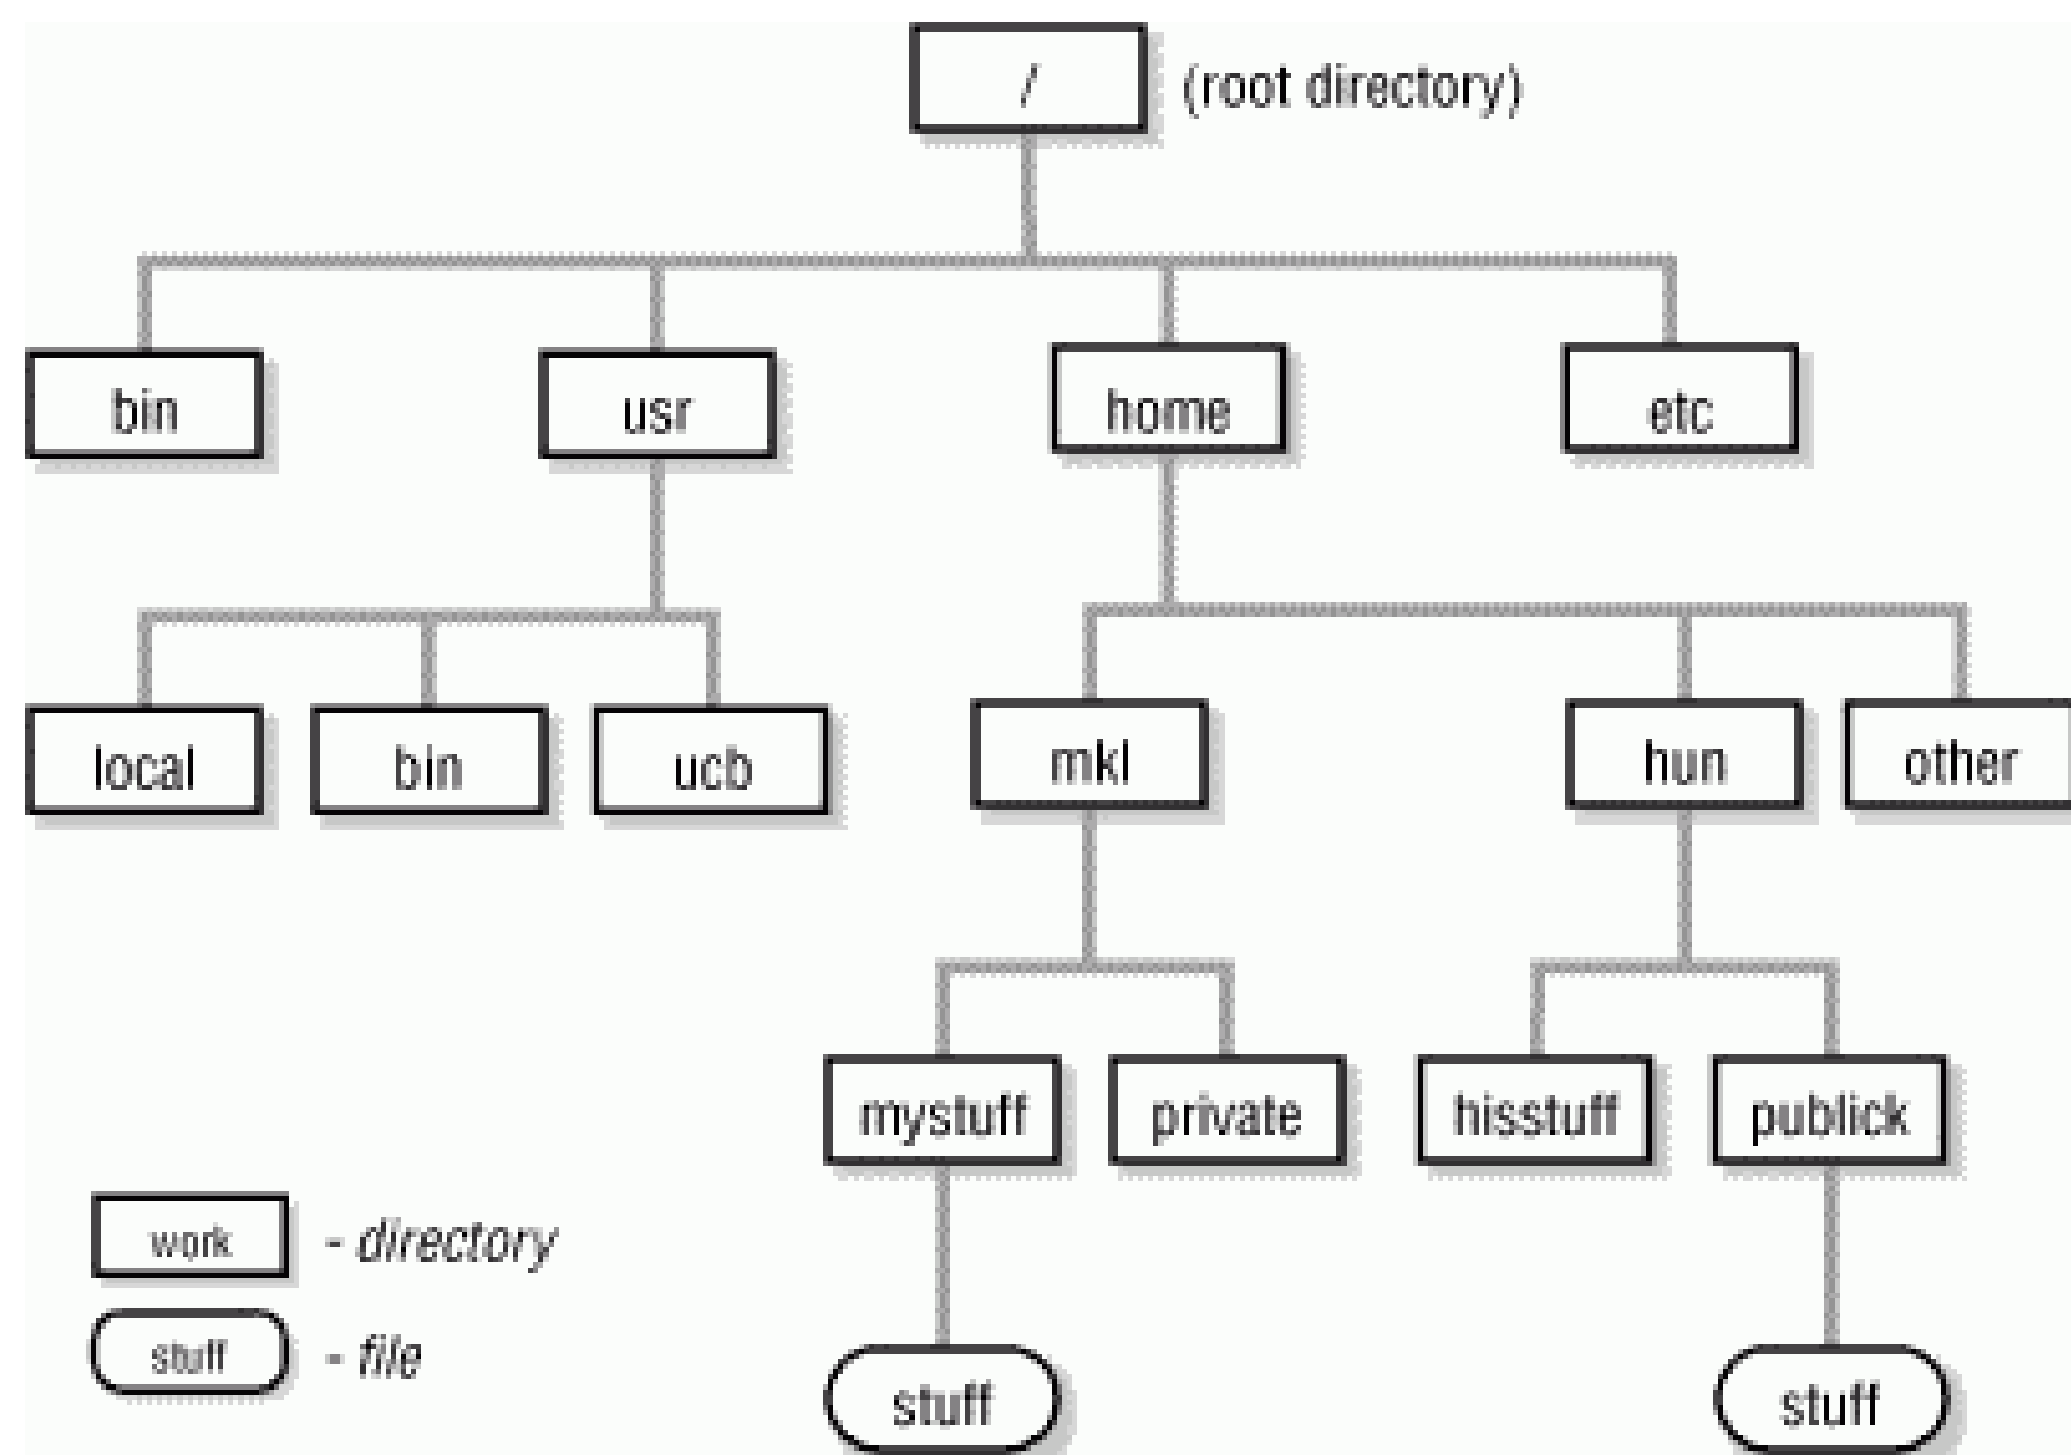 / (root directory)
bin usr home etc
local bin ucb mkl hun other
mystuff private hisstuff publick
work - directory
stuff - file
stuff stuff